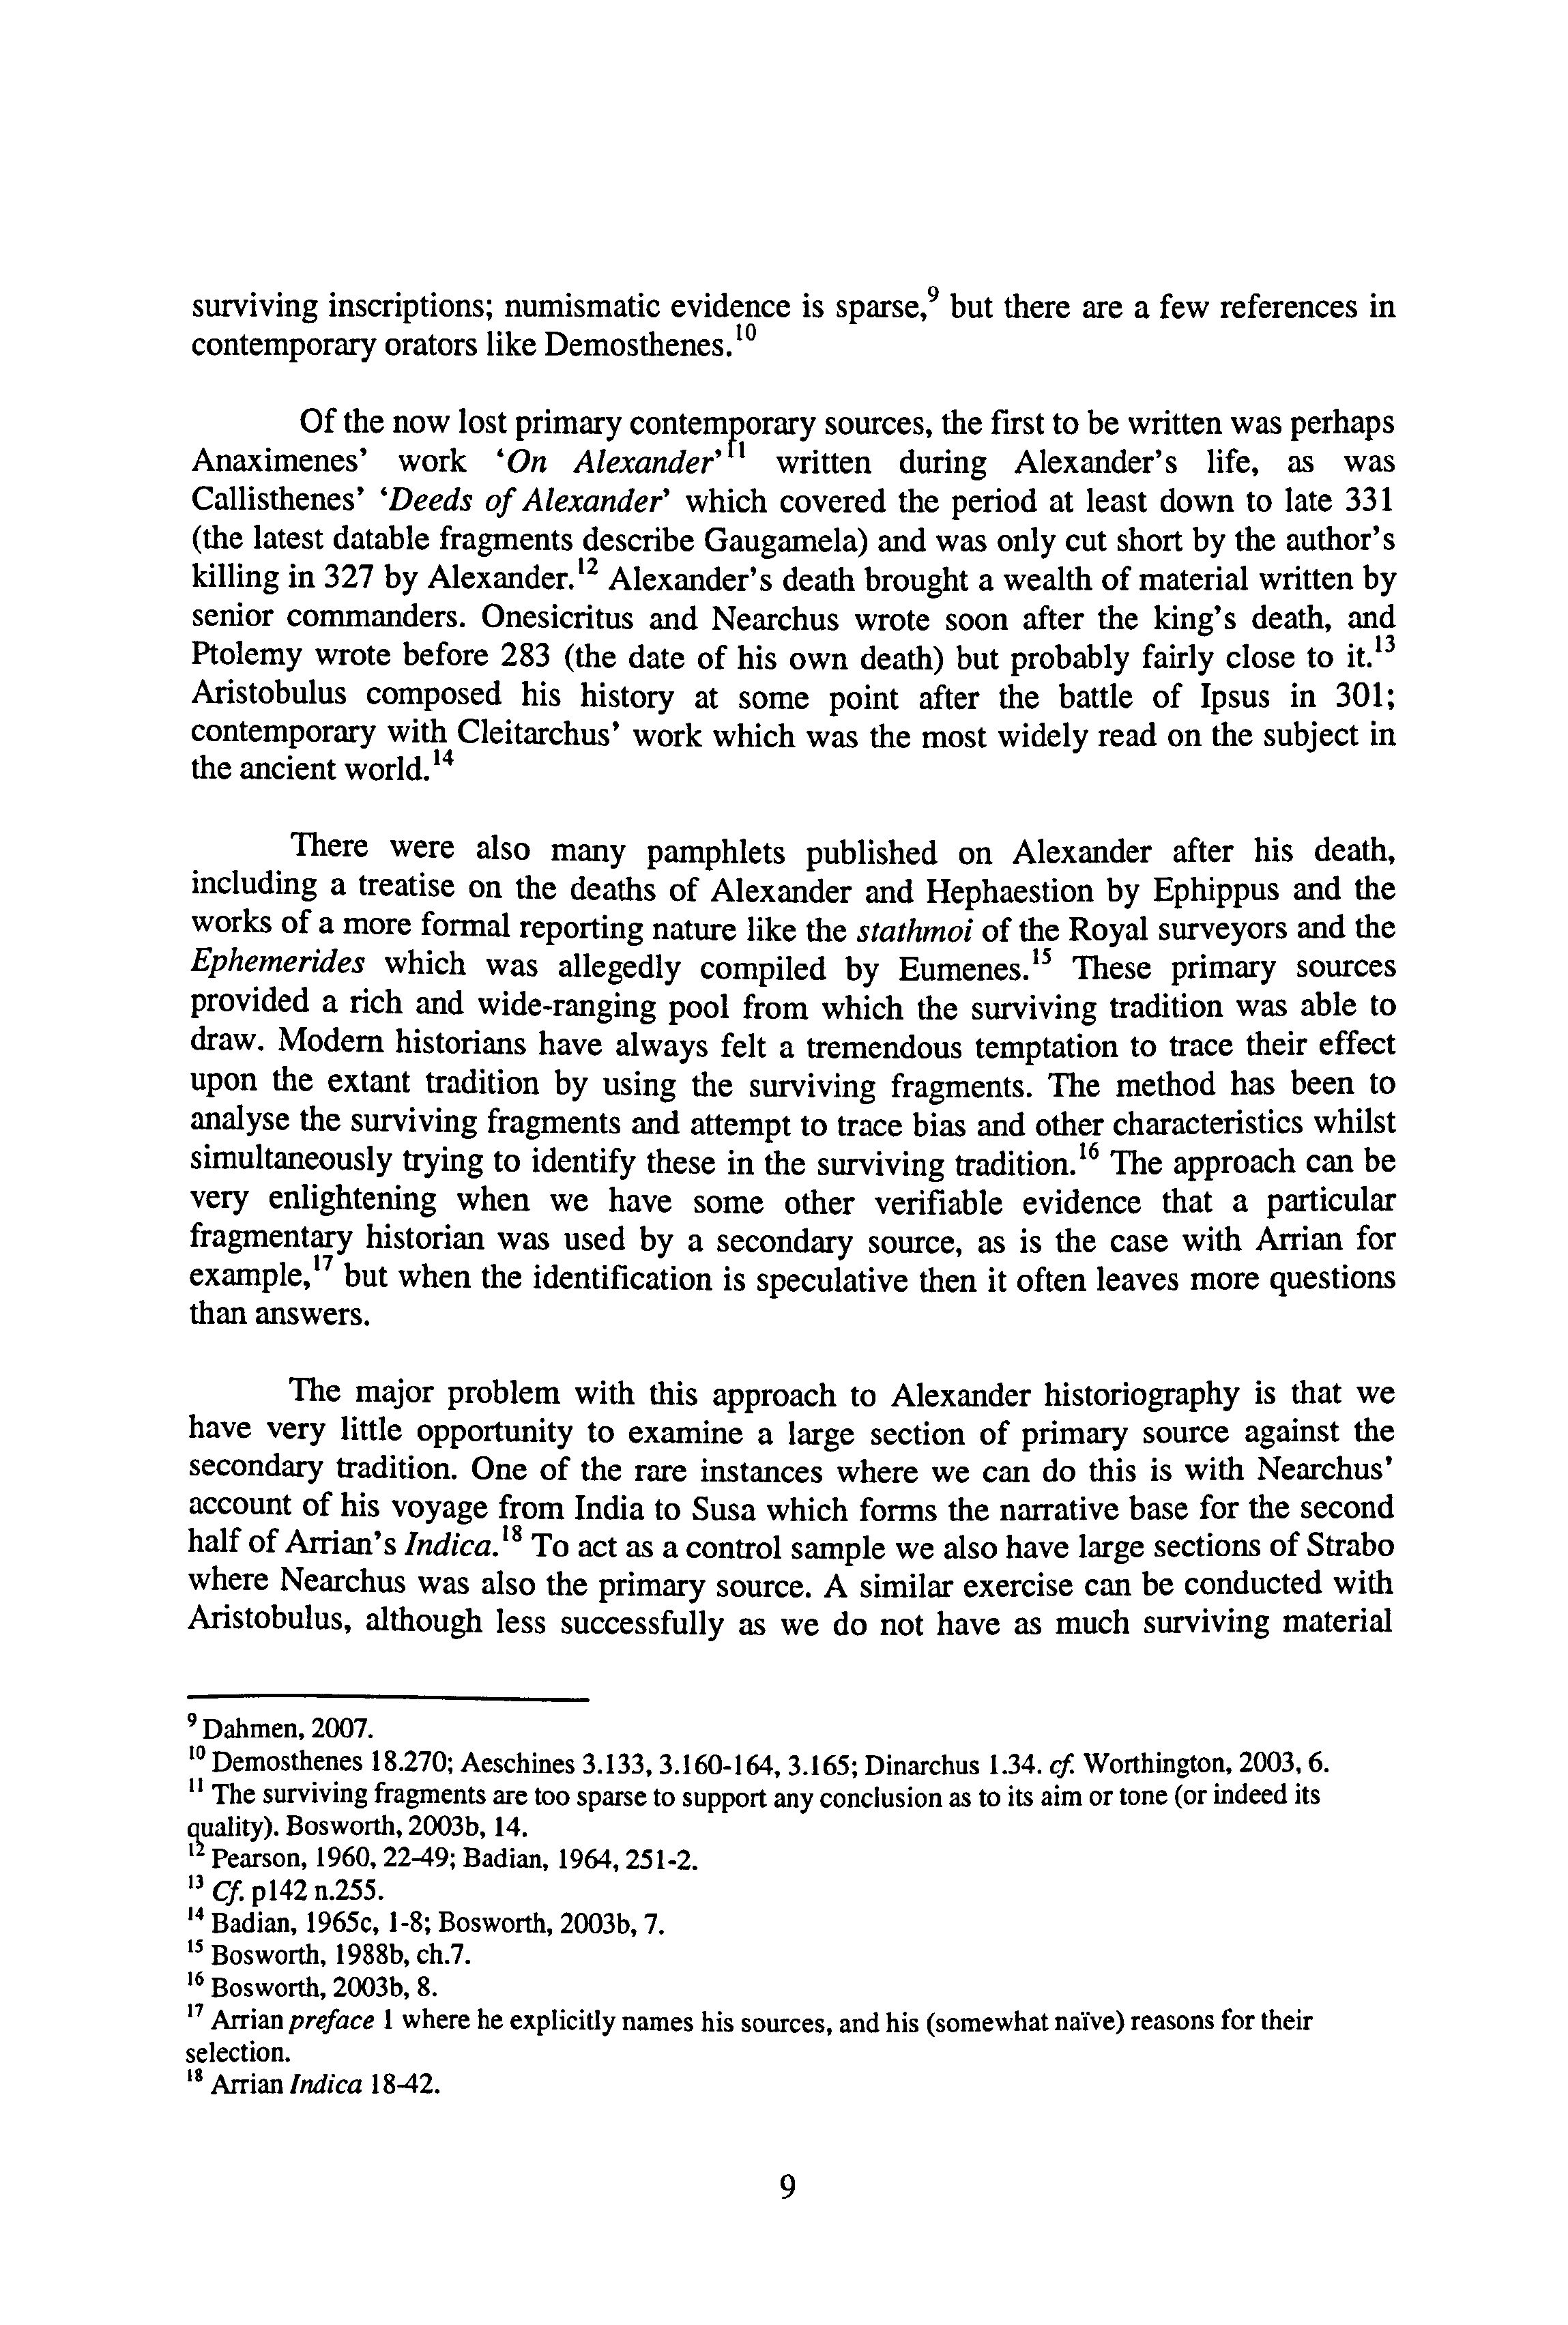 surviving inscriptions; numismatic evidence is sparse,⁹ but there are a few references in
contemporary orators like Demosthenes.¹⁰
Of the now lost primary contemporary sources, the first to be written was perhaps
Anaximenes’ work ‘On Alexander’¹¹ written during Alexander’s life, as was
Callisthenes’ ‘Deeds of Alexander’ which covered the period at least down to late 331
(the latest datable fragments describe Gaugamela) and was only cut short by the author’s
killing in 327 by Alexander.¹² Alexander’s death brought a wealth of material written by
senior commanders. Onesicritus and Nearchus wrote soon after the king’s death, and
Ptolemy wrote before 283 (the date of his own death) but probably fairly close to it.¹³
Aristobulus composed his history at some point after the battle of Ipsus in 301;
contemporary with Cleitarchus’ work which was the most widely read on the subject in
the ancient world.¹⁴
There were also many pamphlets published on Alexander after his death,
including a treatise on the deaths of Alexander and Hephaestion by Ephippus and the
works of a more formal reporting nature like the stathmoi of the Royal surveyors and the
Ephemerides which was allegedly compiled by Eumenes.¹⁵ These primary sources
provided a rich and wide-ranging pool from which the surviving tradition was able to
draw. Modern historians have always felt a tremendous temptation to trace their effect
upon the extant tradition by using the surviving fragments. The method has been to
analyse the surviving fragments and attempt to trace bias and other characteristics whilst
simultaneously trying to identify these in the surviving tradition.¹⁶ The approach can be
very enlightening when we have some other verifiable evidence that a particular
fragmentary historian was used by a secondary source, as is the case with Arrian for
example,¹⁷ but when the identification is speculative then it often leaves more questions
than answers.
The major problem with this approach to Alexander historiography is that we
have very little opportunity to examine a large section of primary source against the
secondary tradition. One of the rare instances where we can do this is with Nearchus’
account of his voyage from India to Susa which forms the narrative base for the second
half of Arrian’s Indica.¹⁸ To act as a control sample we also have large sections of Strabo
where Nearchus was also the primary source. A similar exercise can be conducted with
Aristobulus, although less successfully as we do not have as much surviving material
⁹ Dahmen, 2007.
¹⁰ Demosthenes 18.270; Aeschines 3.133, 3.160-164, 3.165; Dinarchus 1.34. cf. Worthington, 2003, 6.
¹¹ The surviving fragments are too sparse to support any conclusion as to its aim or tone (or indeed its
quality). Bosworth, 2003b, 14.
¹² Pearson, 1960, 22-49; Badian, 1964, 251-2.
¹³ Cf. p142 n.255.
¹⁴ Badian, 1965c, 1-8; Bosworth, 2003b, 7.
¹⁵ Bosworth, 1988b, ch.7.
¹⁶ Bosworth, 2003b, 8.
¹⁷ Arrian preface 1 where he explicitly names his sources, and his (somewhat naïve) reasons for their
selection.
¹⁸ Arrian Indica 18-42.
9